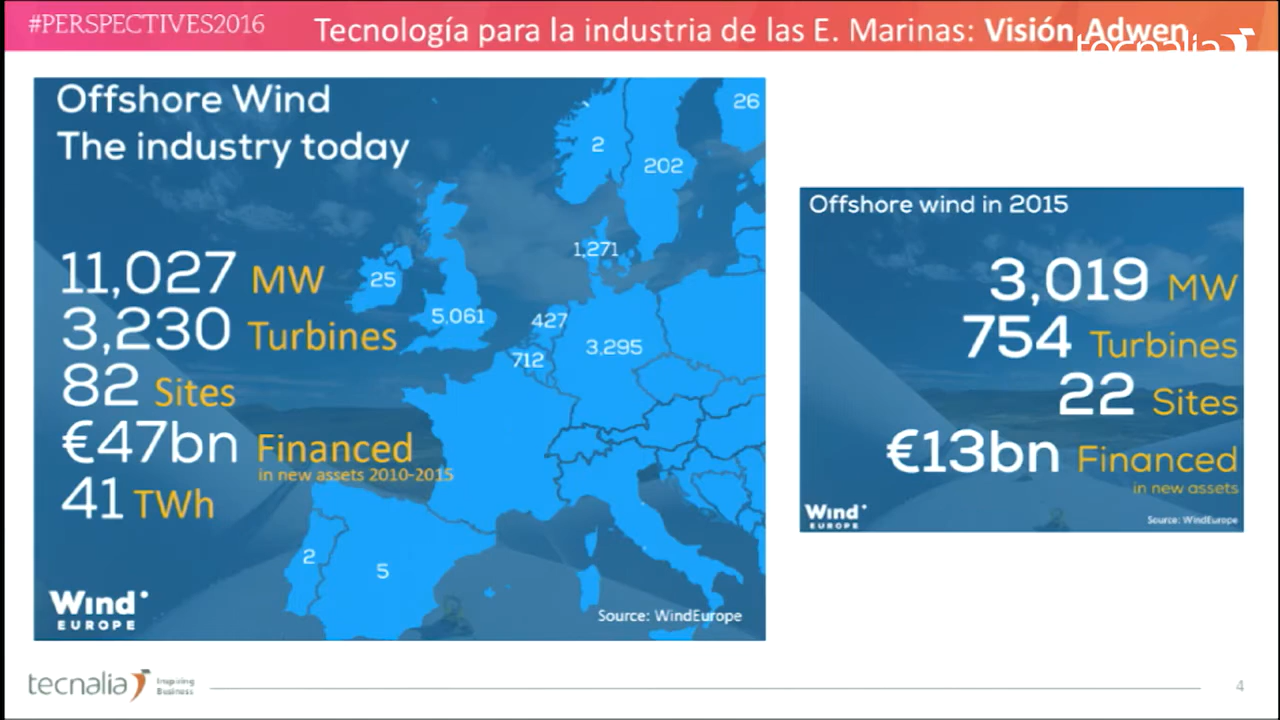 #PERSPECTIVES2016
Tecnología para la industria de las E. Marinas: Visión Adwen
tecnalia
Offshore Wind
The industry today
11,027 MW
3,230 Turbines
82 Sites
€47bn Financed
in new assets 2010-2015
41 TWh
26
2
202
1,271
25
5,061
427
712
3,295
2
5
Wind
EUROPE
Source: WindEurope
Offshore wind in 2015
3,019 MW
754 Turbines
22 Sites
€13bn Financed
in new assets
Wind
EUROPE
Source: WindEurope
tecnalia
Inspiring
Business
4